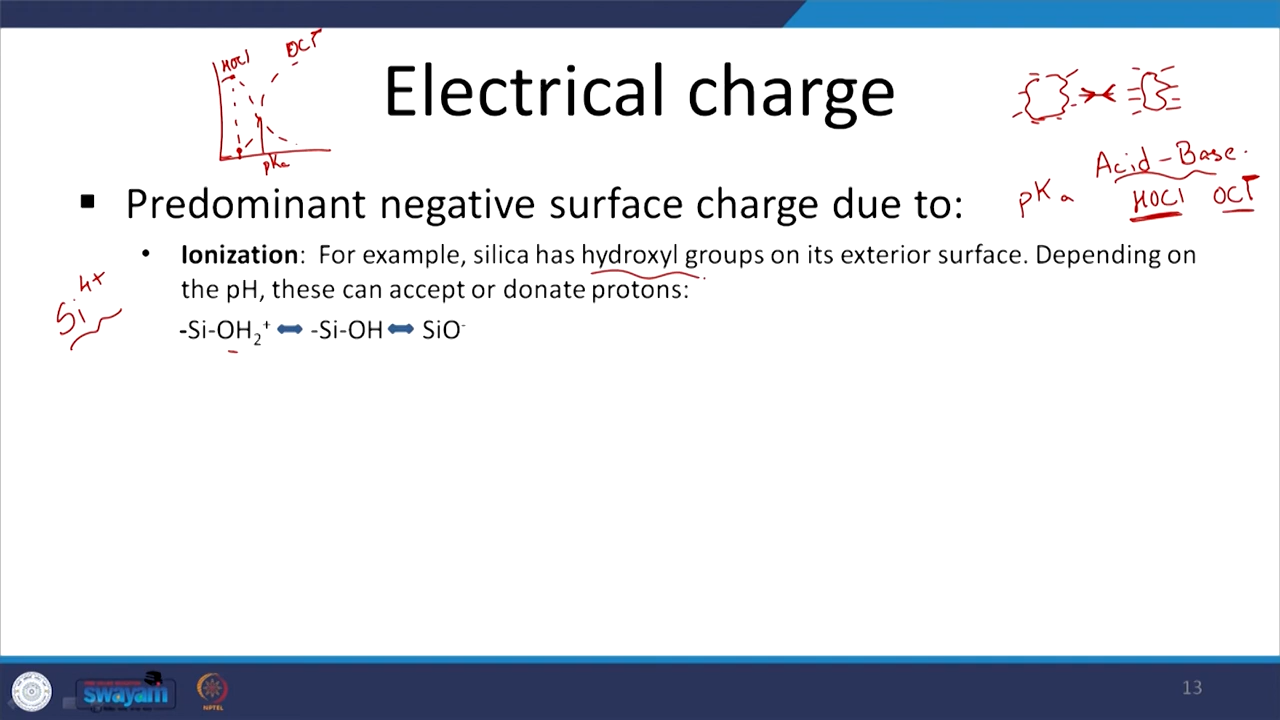 HOCl
OCl⁻
pKa
Electrical charge
Acid - Base.
pKa
HOCl OCl⁻
▪ Predominant negative surface charge due to:
• Ionization: For example, silica has hydroxyl groups on its exterior surface. Depending on
the pH, these can accept or donate protons:
Si⁴⁺
-Si-OH₂⁺ ⬌ -Si-OH ⬌ SiO⁻
swayam
NPTEL
13